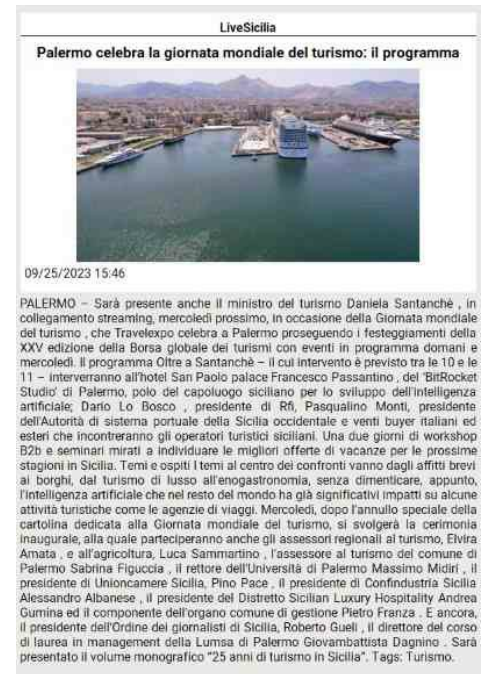 LiveSicilia
Palermo celebra la giornata mondiale del turismo: il programma
09/25/2023 15:46
PALERMO – Sarà presente anche il ministro del turismo Daniela Santanchè , in
collegamento streaming, mercoledì prossimo, in occasione della Giornata mondiale
del turismo , che Travelexpo celebra a Palermo proseguendo i festeggiamenti della
XXV edizione della Borsa globale dei turismi con eventi in programma domani e
mercoledì. Il programma Oltre a Santanchè – il cui intervento è previsto tra le 10 e le
11 – interverranno all'hotel San Paolo palace Francesco Passantino , del 'BitRocket
Studio' di Palermo, polo del capoluogo siciliano per lo sviluppo dell'intelligenza
artificiale; Dario Lo Bosco , presidente di Rfi, Pasqualino Monti, presidente
dell'Autorità di sistema portuale della Sicilia occidentale e venti buyer italiani ed
esteri che incontreranno gli operatori turistici siciliani. Una due giorni di workshop
B2b e seminari mirati a individuare le migliori offerte di vacanze per le prossime
stagioni in Sicilia. Temi e ospiti I temi al centro dei confronti vanno dagli affitti brevi
ai borghi, dal turismo di lusso all'enogastronomia, senza dimenticare, appunto,
l'intelligenza artificiale che nel resto del mondo ha già significativi impatti su alcune
attività turistiche come le agenzie di viaggi. Mercoledì, dopo l'annullo speciale della
cartolina dedicata alla Giornata mondiale del turismo, si svolgerà la cerimonia
inaugurale, alla quale parteciperanno anche gli assessori regionali al turismo, Elvira
Amata , e all'agricoltura, Luca Sammartino , l'assessore al turismo del comune di
Palermo Sabrina Figuccia , il rettore dell'Università di Palermo Massimo Midiri , il
presidente di Unioncamere Sicilia, Pino Pace , il presidente di Confindustria Sicilia
Alessandro Albanese , il presidente del Distretto Sicilian Luxury Hospitality Andrea
Gumina ed il componente dell'organo comune di gestione Pietro Franza . E ancora,
il presidente dell'Ordine dei giornalisti di Sicilia, Roberto Gueli , il direttore del corso
di laurea in management della Lumsa di Palermo Giovambattista Dagnino . Sarà
presentato il volume monografico "25 anni di turismo in Sicilia". Tags: Turismo.